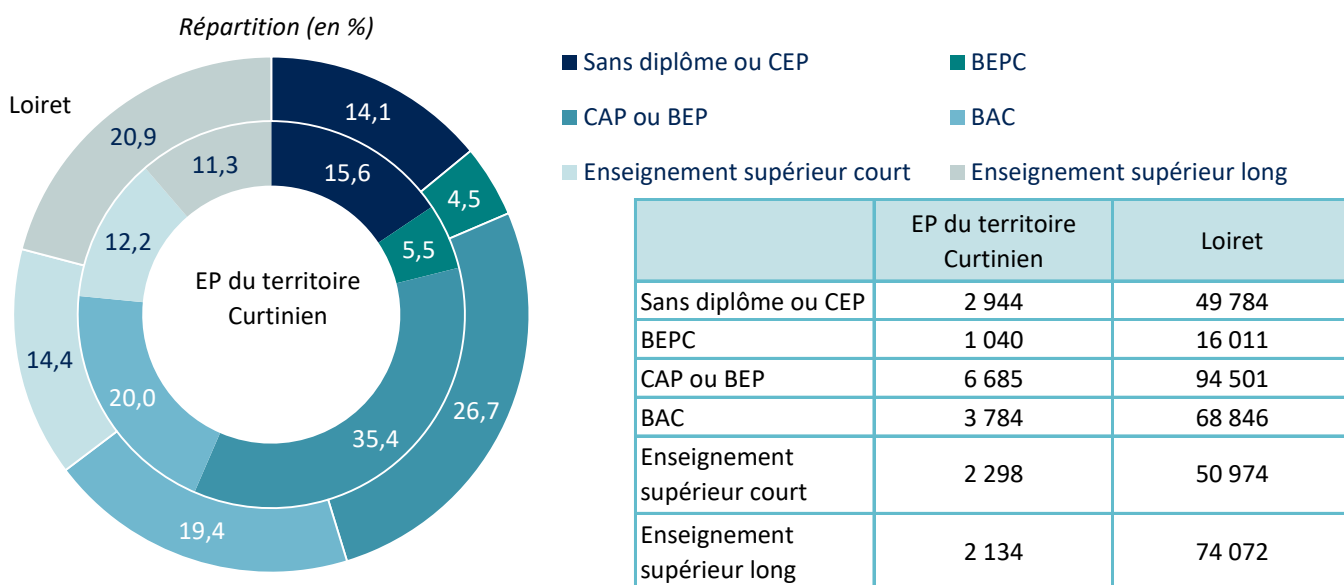 Répartition (en %)
Loiret
14,1
4,5
26,7
19,4
14,4
20,9
15,6
5,5
35,4
20,0
12,2
11,3
EP du territoire
Curtinien
Sans diplôme ou CEP
BEPC
CAP ou BEP
BAC
Enseignement supérieur court
Enseignement supérieur long
EP du territoire
Curtinien
Loiret
Sans diplôme ou CEP 2 944 49 784
BEPC 1 040 16 011
CAP ou BEP 6 685 94 501
BAC 3 784 68 846
Enseignement
supérieur court
2 298 50 974
Enseignement
supérieur long
2 134 74 072